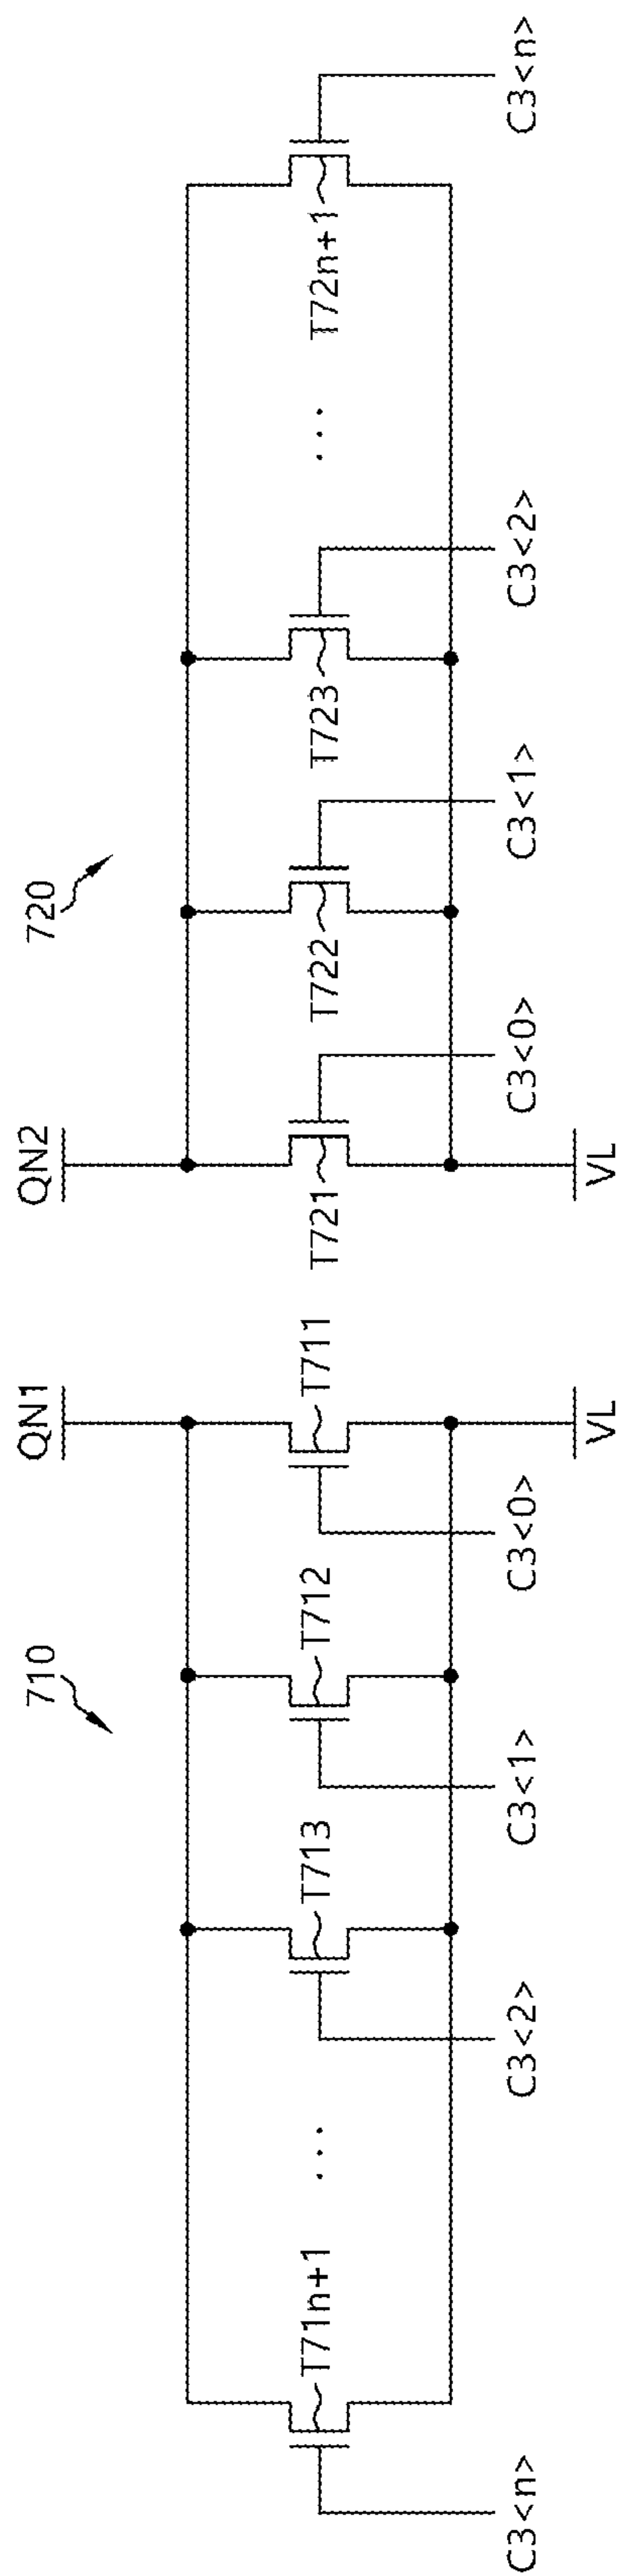 710
720
QN1
QN2
T71n+1
T713
T712
T711
T721
T722
T723
T72n+1
...
...
C3<n>
C3<2>
C3<1>
C3<0>
C3<0>
C3<1>
C3<2>
C3<n>
VL
VL